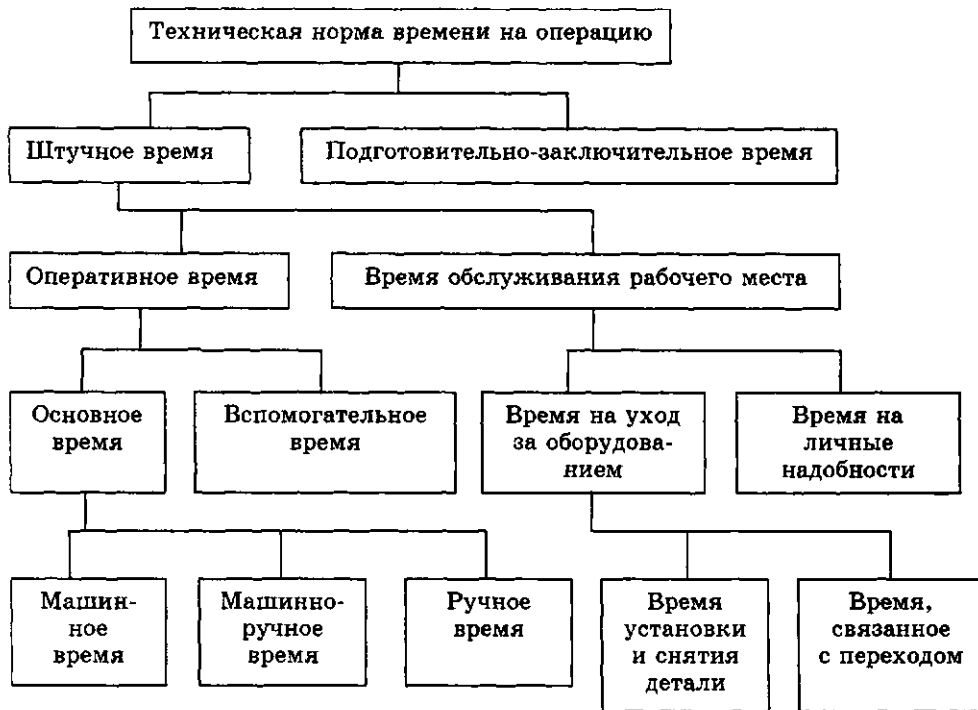 Техническая норма времени на операцию
Штучное время
Подготовительно-заключительное время
Оперативное время
Время обслуживания рабочего места
Основное
время
Вспомогательное
время
Время на уход
за оборудова-
нием
Время на
личные
надобности
Машин-
ное
время
Машинно-
ручное
время
Ручное
время
Время
установки
и снятия
детали
Время,
связанное
с переходом